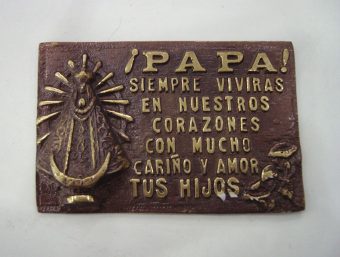 ¡PAPA!
SIEMPRE VIVIRAS
EN NUESTROS
CORAZONES
CON MUCHO
CARIÑO Y AMOR
TUS HIJOS